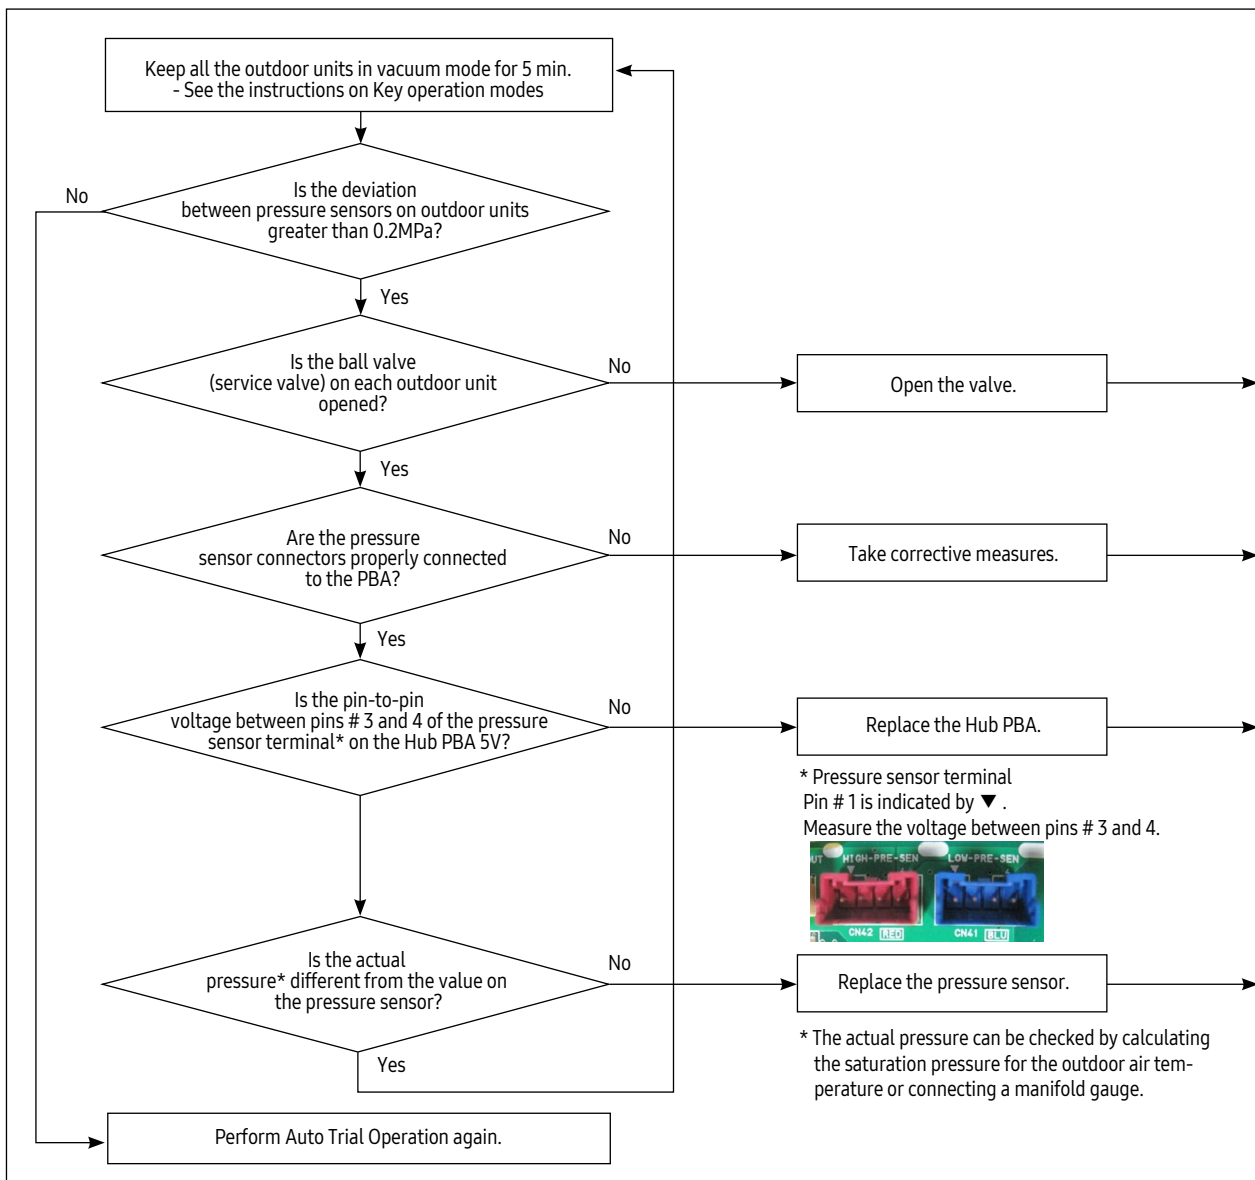 Keep all the outdoor units in vacuum mode for 5 min.
- See the instructions on Key operation modes
No
Is the deviation
between pressure sensors on outdoor units
greater than 0.2MPa?
Yes
Is the ball valve
(service valve) on each outdoor unit
opened?
No
Open the valve.
Yes
Are the pressure
sensor connectors properly connected
to the PBA?
No
Take corrective measures.
Yes
Is the pin-to-pin
voltage between pins # 3 and 4 of the pressure
sensor terminal* on the Hub PBA 5V?
No
Replace the Hub PBA.
* Pressure sensor terminal
Pin # 1 is indicated by ▼ .
Measure the voltage between pins # 3 and 4.
HIGH-PRE-SEN LOW-PRE-SEN
CN42 RED CN41 BLU
Is the actual
pressure* different from the value on
the pressure sensor?
No
Replace the pressure sensor.
Yes
* The actual pressure can be checked by calculating
the saturation pressure for the outdoor air tem-
perature or connecting a manifold gauge.
Perform Auto Trial Operation again.